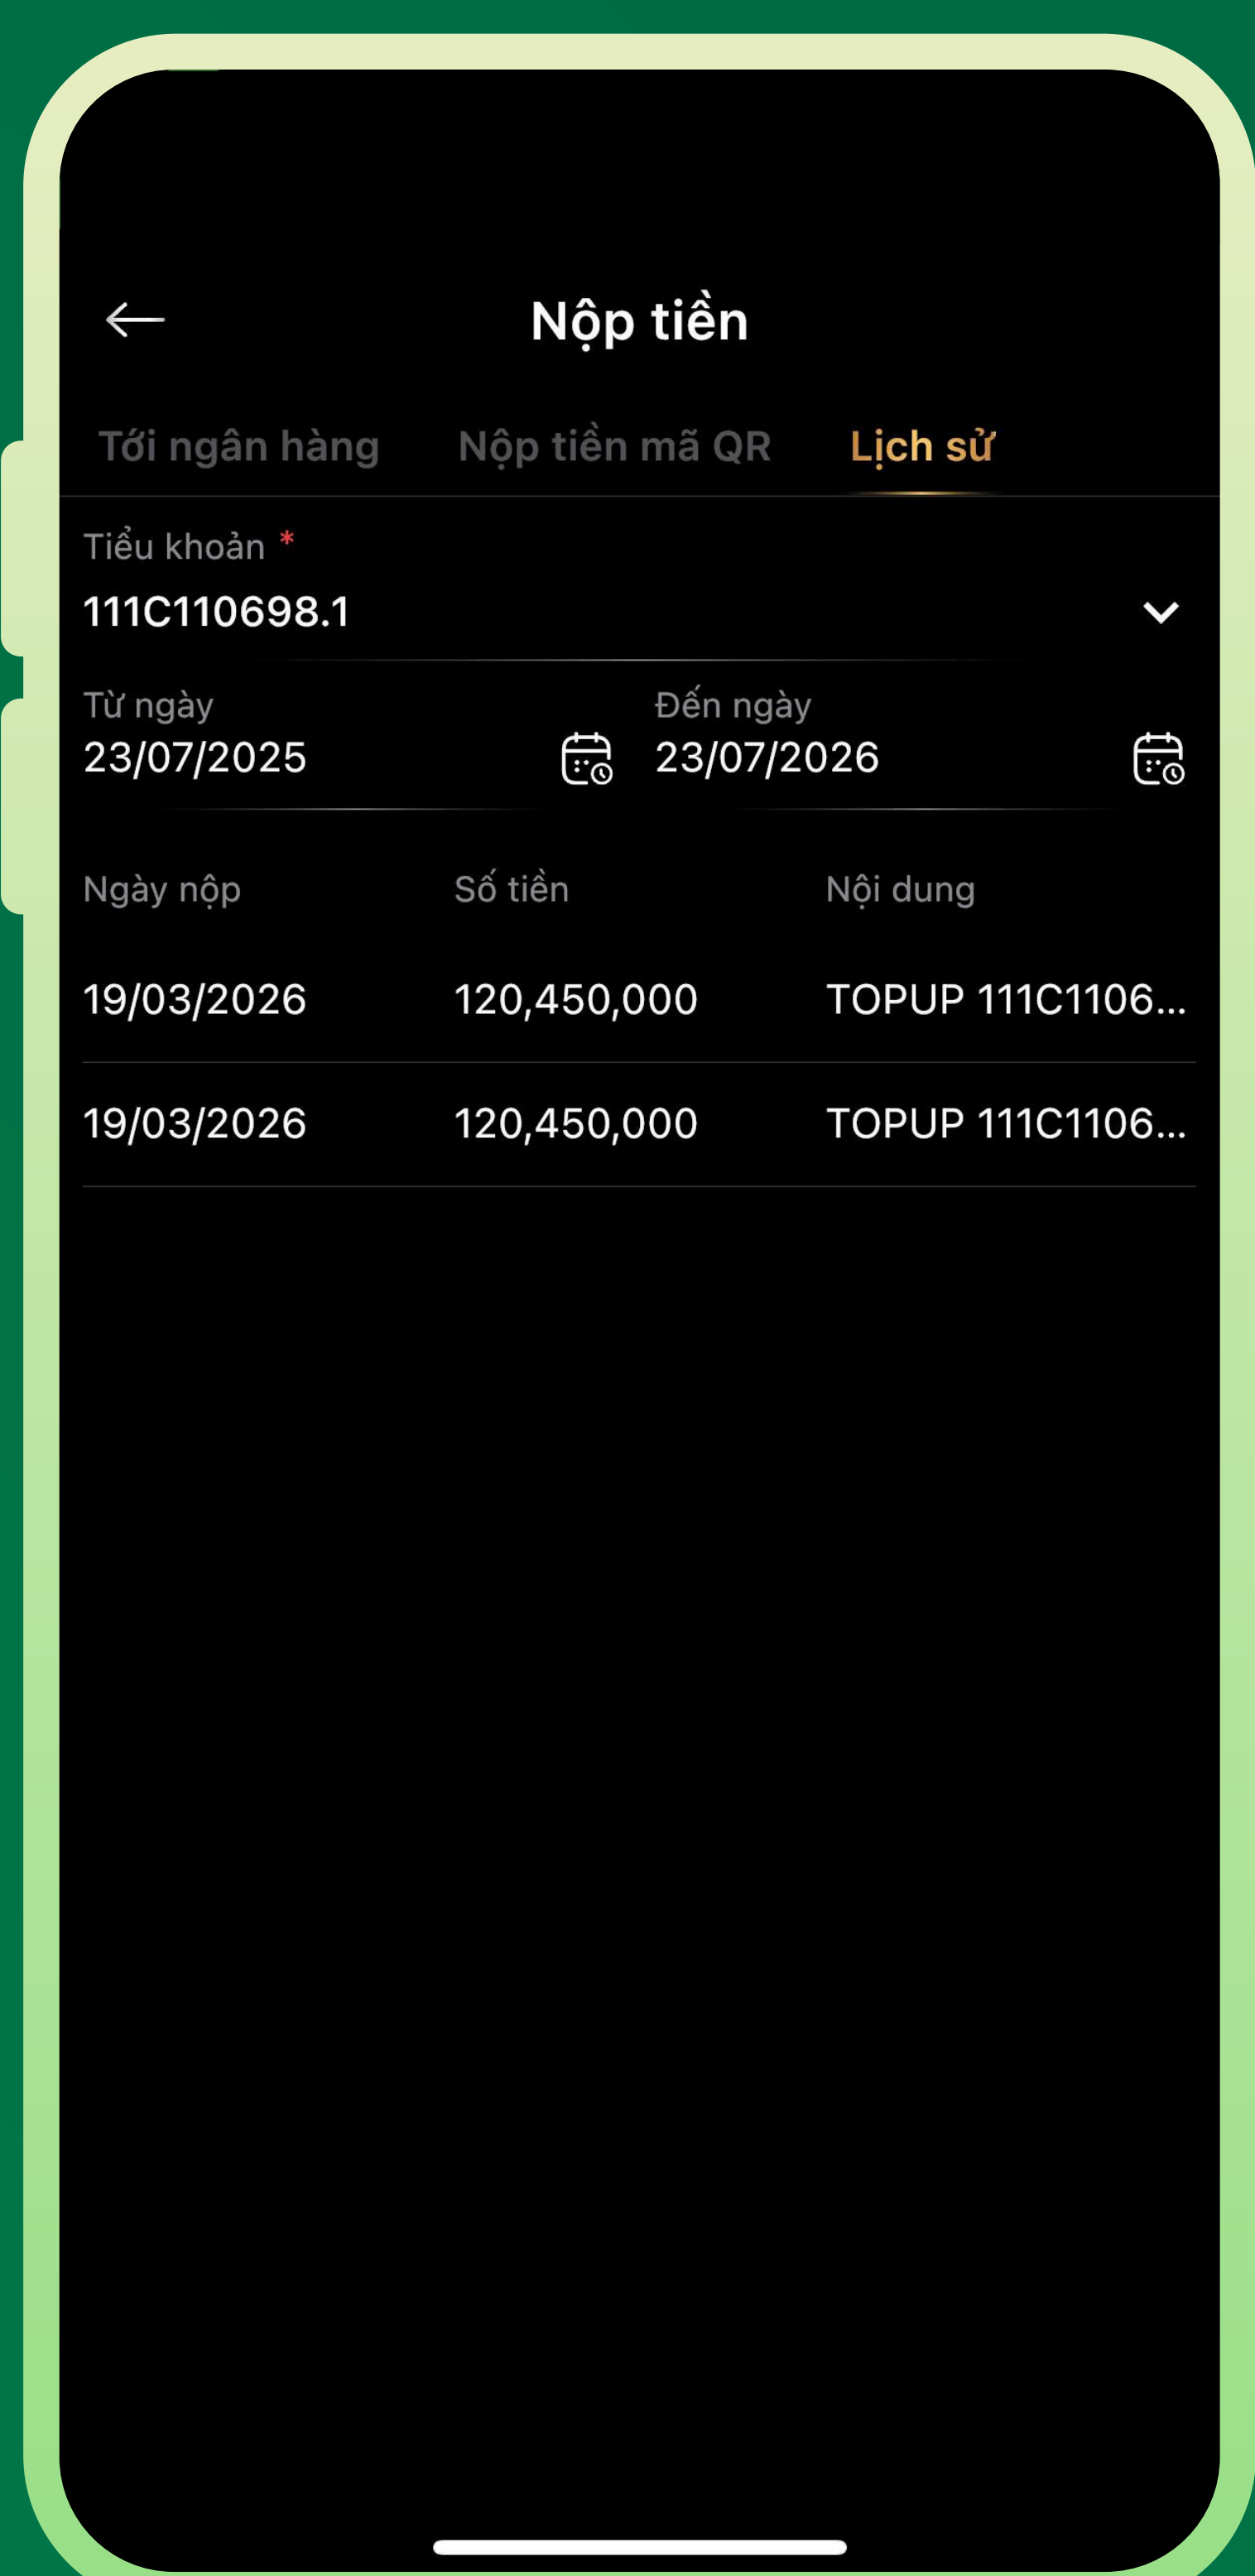 Nộp tiền
Tới ngân hàng Nộp tiền mã QR Lịch sử
Tiểu khoản *
111C110698.1
Từ ngày Đến ngày
23/07/2025 23/07/2026
Ngày nộp Số tiền Nội dung
19/03/2026 120,450,000 TOPUP 111C1106...
19/03/2026 120,450,000 TOPUP 111C1106...